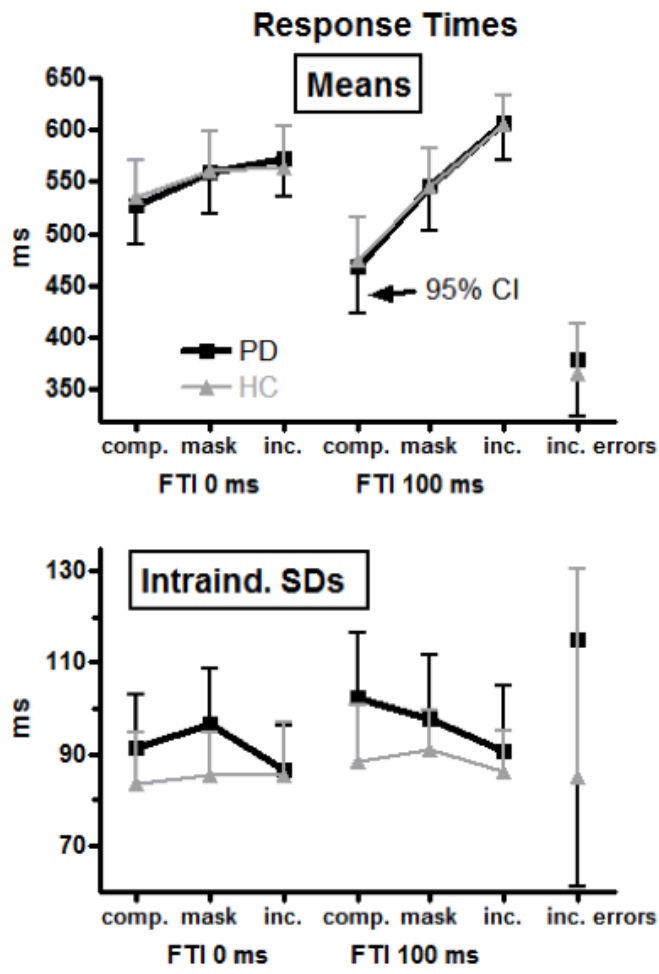 Response Times
Means
650
600
550
500
450
400
350
ms
95% CI
PD
HC
comp. mask inc. comp. mask inc. inc. errors
FTI 0 ms FTI 100 ms
Intraind. SDs
130
110
90
70
ms
comp. mask inc. comp. mask inc. inc. errors
FTI 0 ms FTI 100 ms